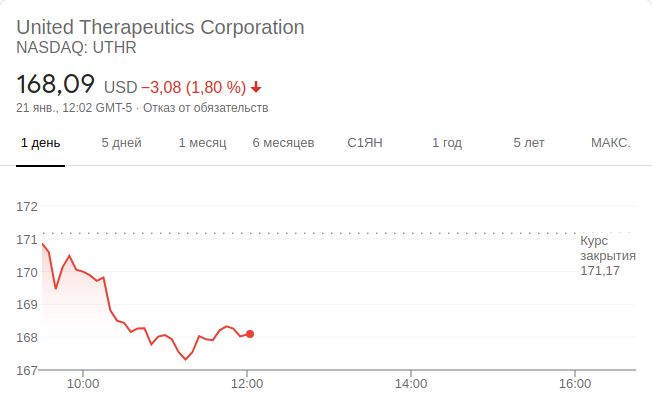 United Therapeutics Corporation
NASDAQ: UTHR
168,09 USD −3,08 (1,80 %)
21 янв., 12:02 GMT-5 · Отказ от обязательств
1 день 5 дней 1 месяц 6 месяцев С1ЯН 1 год 5 лет МАКС.
172
171
Курс
закрытия
171,17
170
169
168
167
10:00 12:00 14:00 16:00